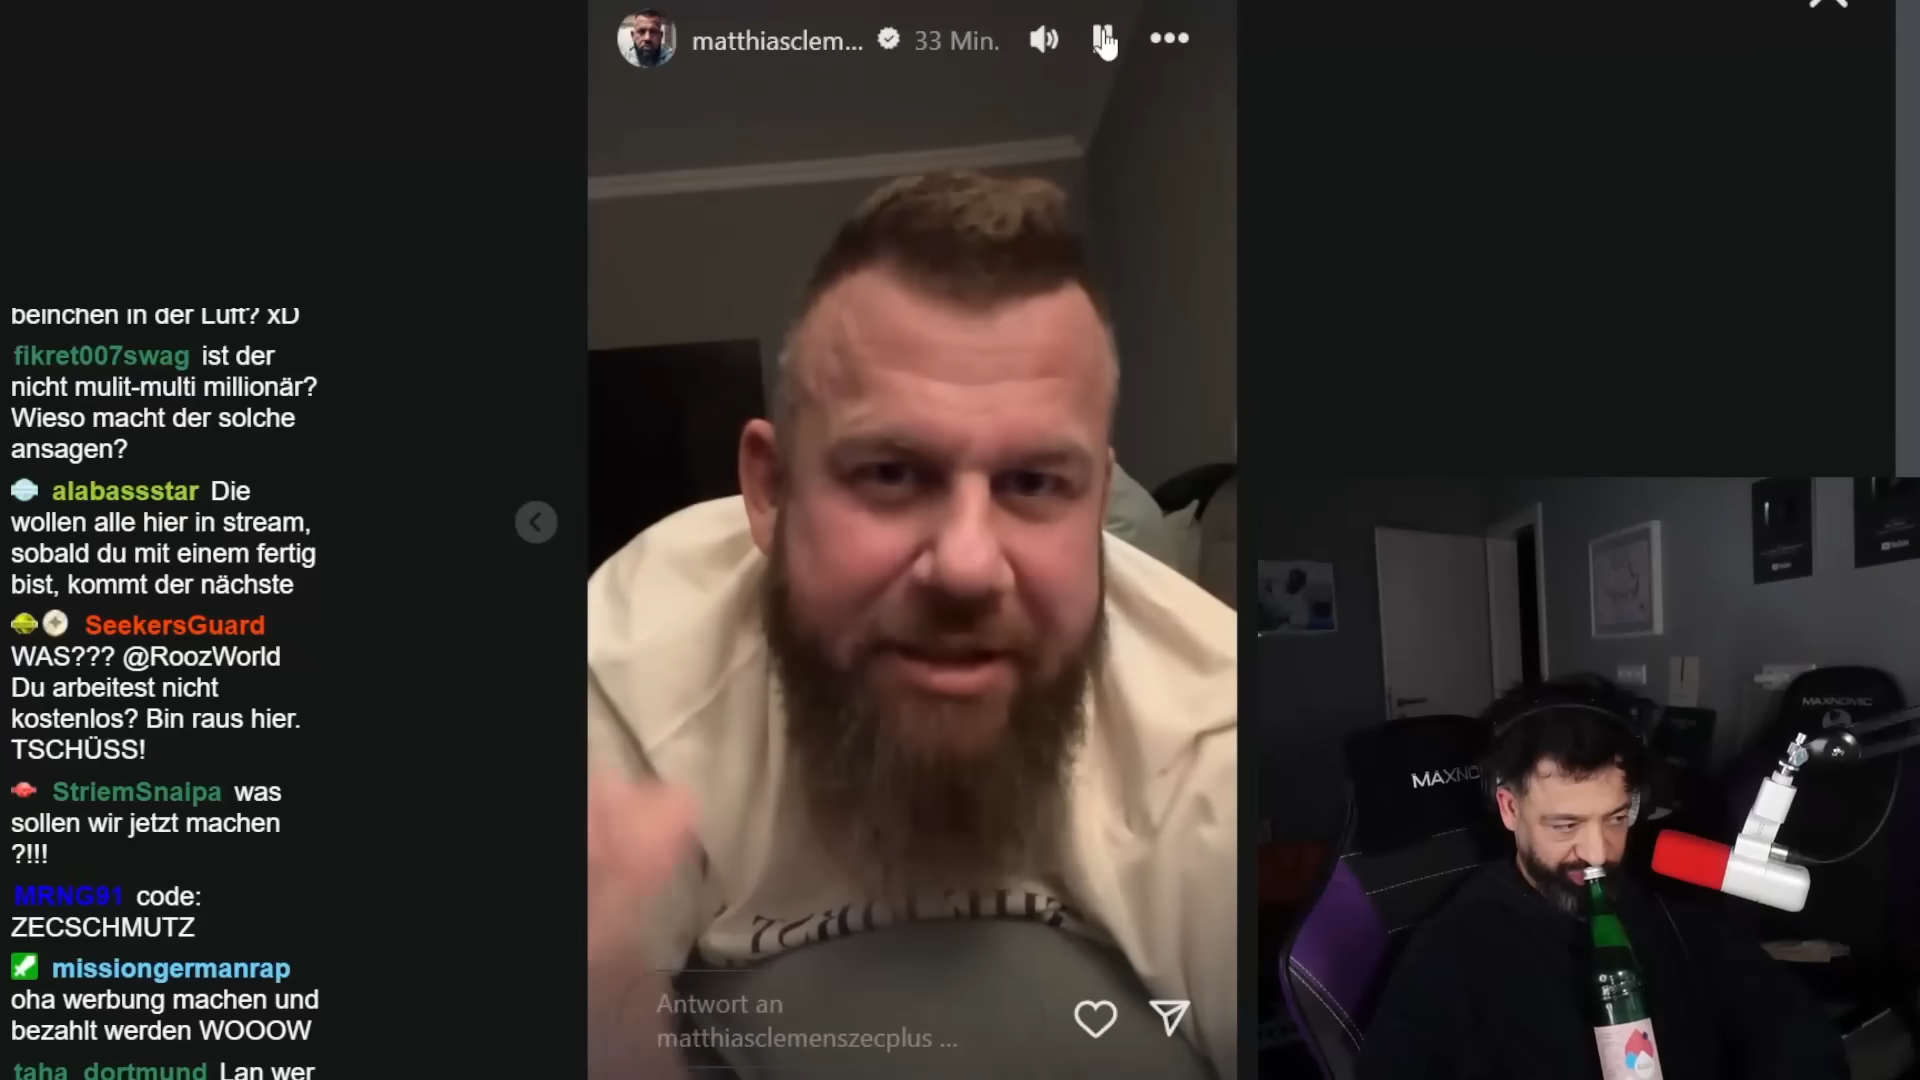 matthiasclem... 33 Min.
beinchen in der Luft? xD
fikret007swag ist der
nicht mulit-multi millionär?
Wieso macht der solche
ansagen?
alabassstar Die
wollen alle hier in stream,
sobald du mit einem fertig
bist, kommt der nächste
SeekersGuard
WAS??? @RoozWorld
Du arbeitest nicht
kostenlos? Bin raus hier.
TSCHÜSS!
StriemSnaipa was
sollen wir jetzt machen
?!!!
MRNG91 code:
ZECSCHMUTZ
missiongermanrap
oha werbung machen und
bezahlt werden WOOOW
taha_dortmund Lan wer
Antwort an
matthiasclemenszecplus ...
YouTube
YouTube
MAXNOMIC
MAXNO